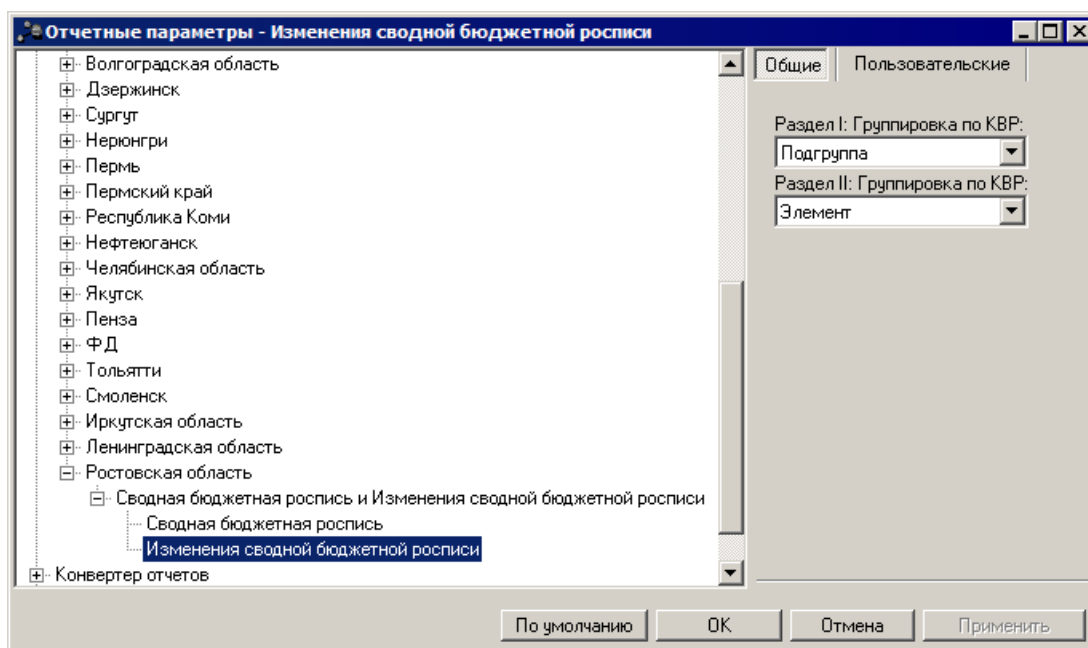 Отчетные параметры - Изменения сводной бюджетной росписи
Волгоградская область
Дзержинск
Сургут
Нерюнгри
Пермь
Пермский край
Республика Коми
Нефтеюганск
Челябинская область
Якутск
Пенза
ФД
Тольятти
Смоленск
Иркутская область
Ленинградская область
Ростовская область
Сводная бюджетная роспись и Изменения сводной бюджетной росписи
Сводная бюджетная роспись
Изменения сводной бюджетной росписи
Конвертер отчетов
Общие Пользовательские
Раздел I: Группировка по КВР:
Подгруппа
Раздел II: Группировка по КВР:
Элемент
По умолчанию OK Отмена Применить